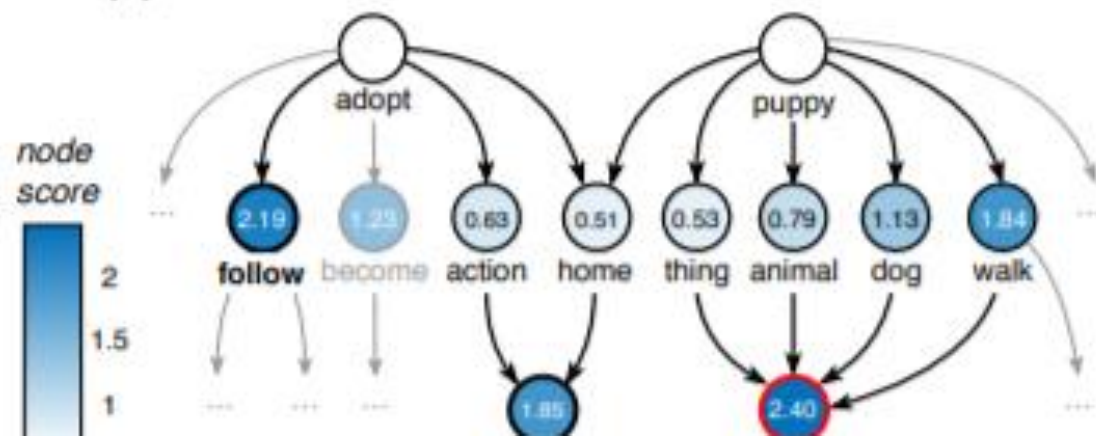 adopt
puppy
node
score
...
2.19
1.23
0.63
0.51
0.53
0.79
1.13
1.84
...
follow
become
action
home
thing
animal
dog
walk
2
1.5
1
...
...
...
1.85
2.40
...